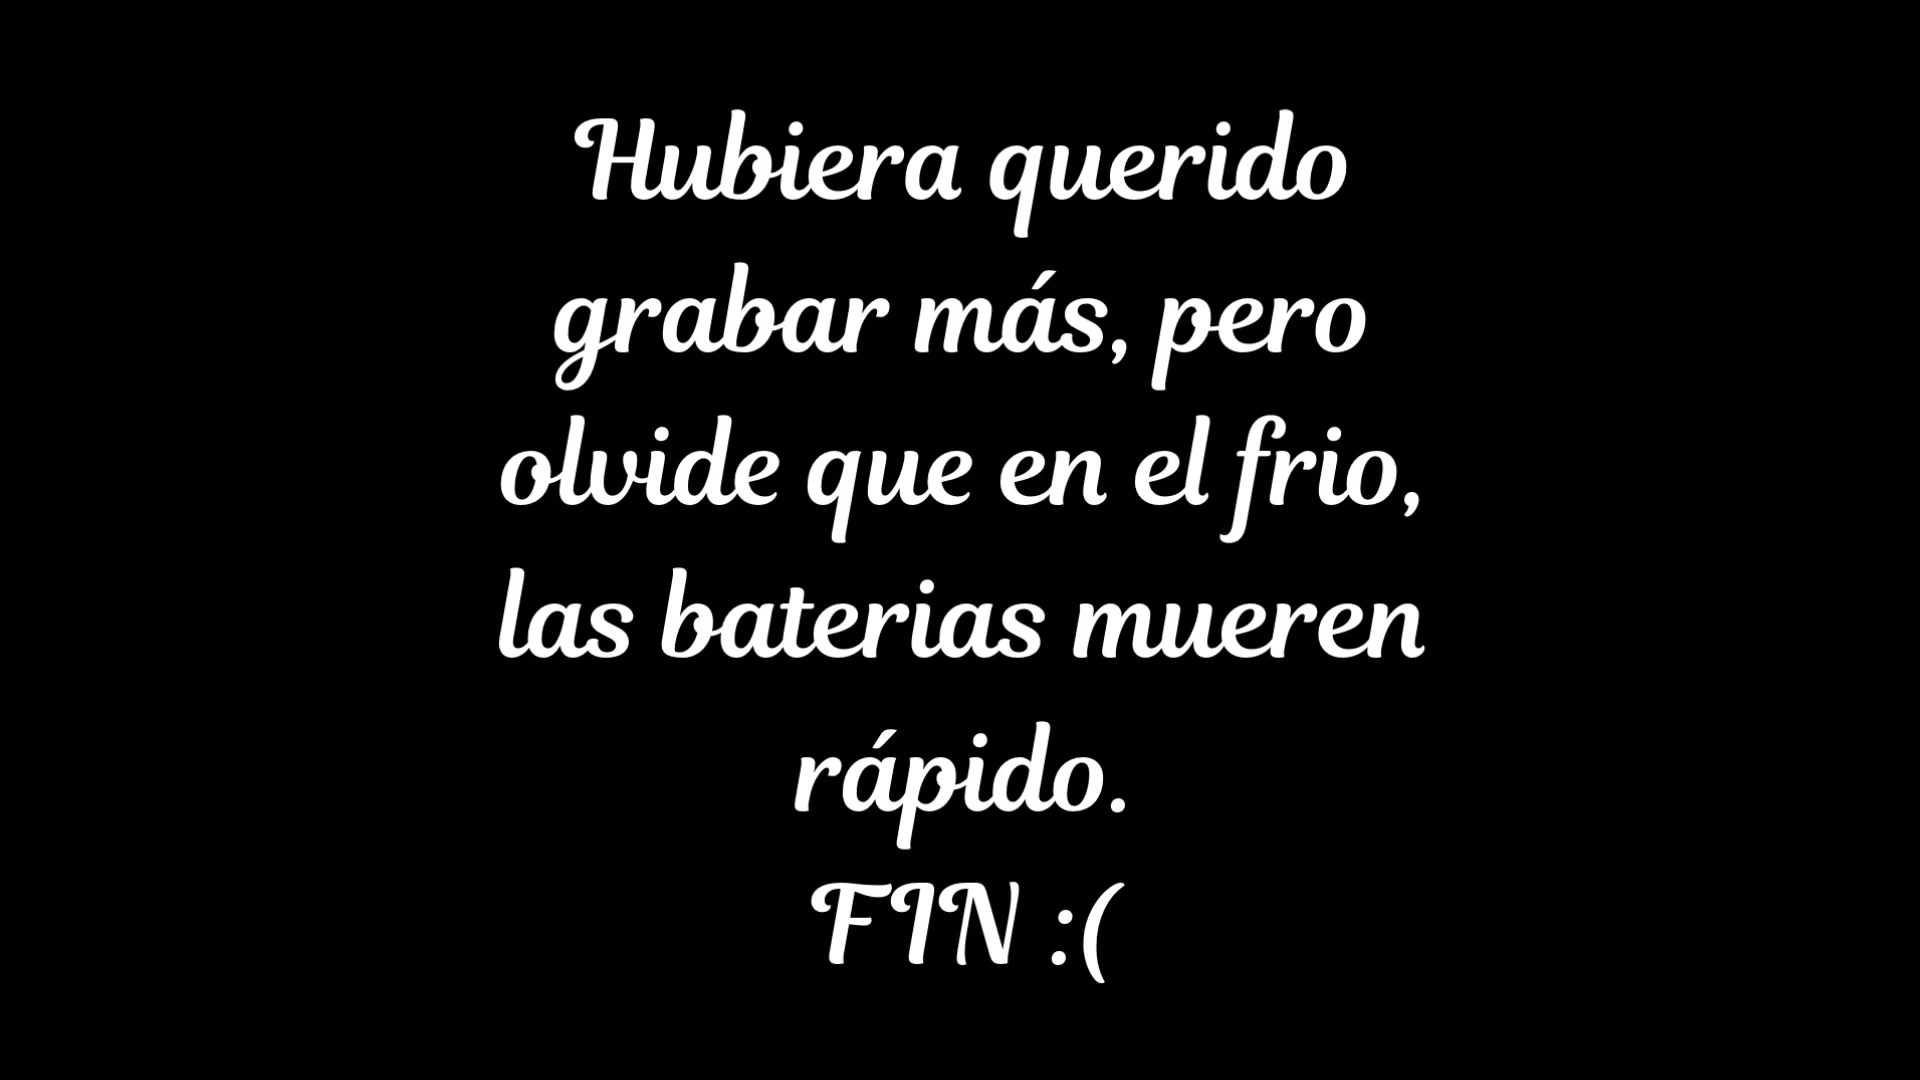 Hubiera querido
grabar más, pero
olvide que en el frio,
las baterias mueren
rápido.
FIN :(